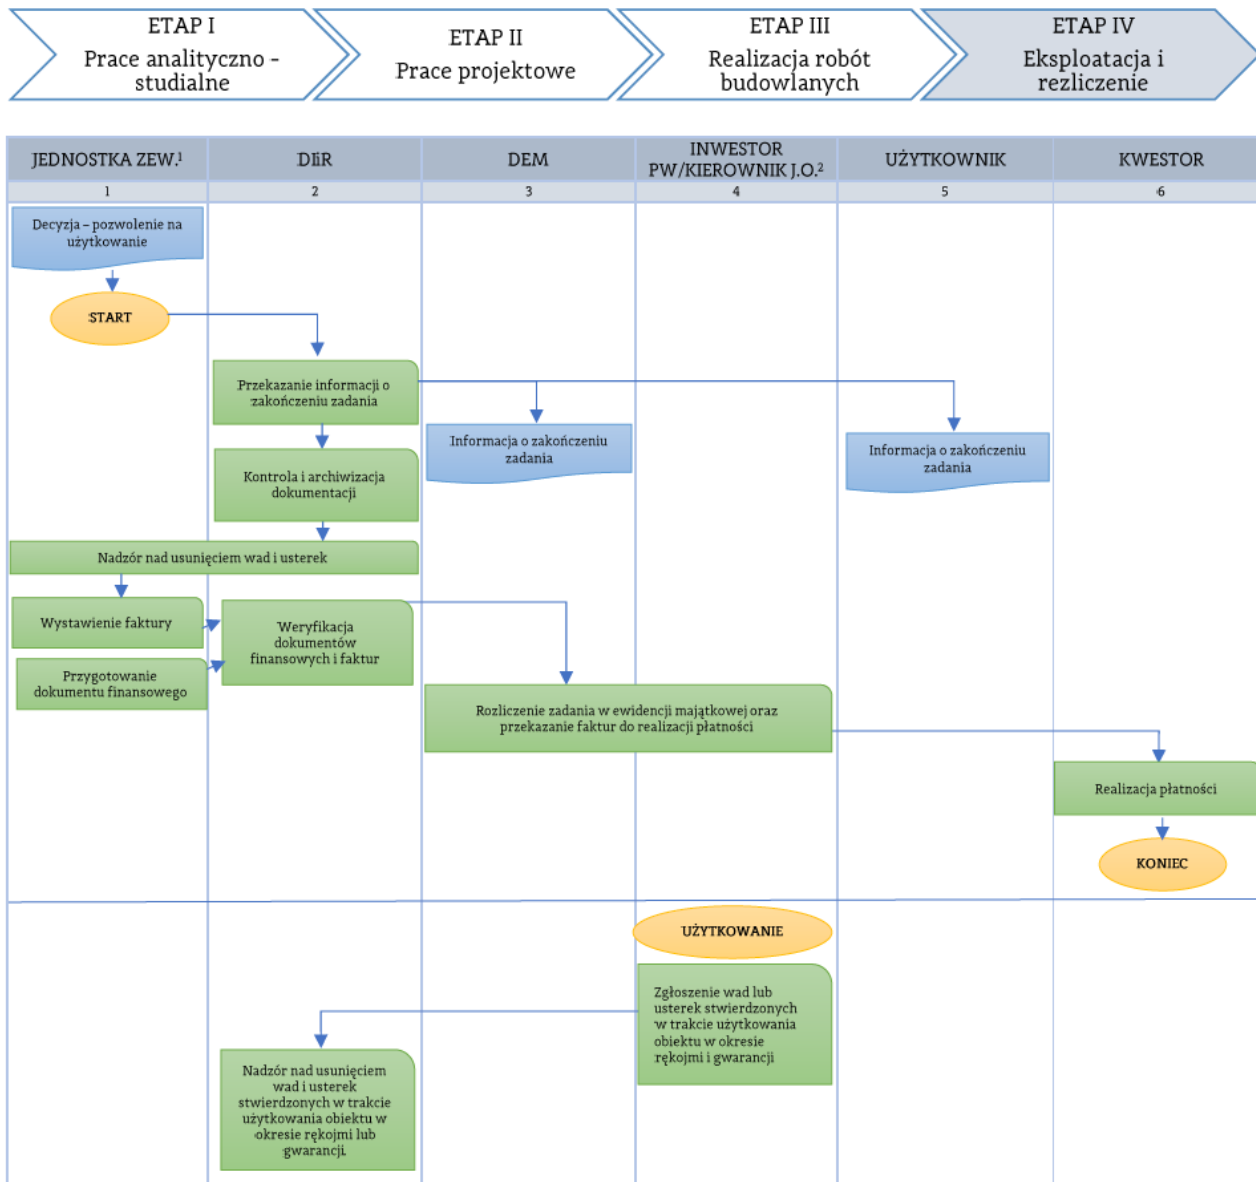 ETAP I
Prace analityczno -
studialne
ETAP II
Prace projektowe
ETAP III
Realizacja robót
budowlanych
ETAP IV
Eksploatacja i
rezliczenie
JEDNOSTKA ZEW.¹
DIiR
DEM
INWESTOR
PW/KIEROWNIK J.O.²
UŻYTKOWNIK
KWESTOR
1
2
3
4
5
6
Decyzja – pozwolenie na
użytkowanie
START
Przekazanie informacji o
zakończeniu zadania
Informacja o zakończeniu
zadania
Informacja o zakończeniu
zadania
Kontrola i archiwizacja
dokumentacji
Nadzór nad usunięciem wad i usterek
Wystawienie faktury
Weryfikacja
dokumentów
finansowych i faktur
Przygotowanie
dokumentu finansowego
Rozliczenie zadania w ewidencji majątkowej oraz
przekazanie faktur do realizacji płatności
Realizacja płatności
KONIEC
UŻYTKOWANIE
Zgłoszenie wad lub
usterek stwierdzonych
w trakcie użytkowania
obiektu w okresie
rękojmi i gwarancji
Nadzór nad usunięciem
wad i usterek
stwierdzonych w trakcie
użytkowania obiektu w
okresie rękojmi lub
gwarancji.